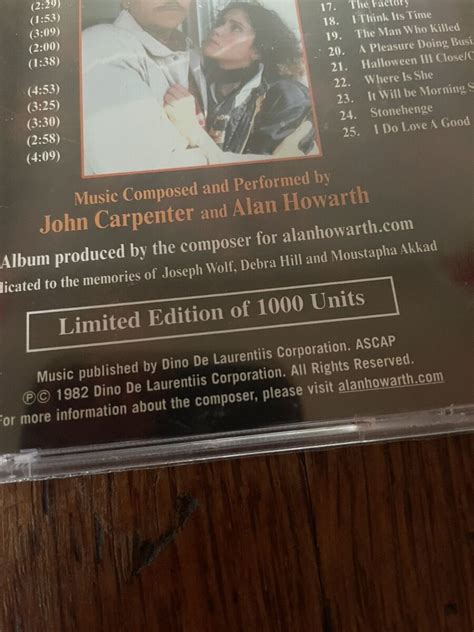 (2:29)
(1:53)
(3:09)
(2:00)
(1:38)
(4:53)
(3:25)
(3:30)
(2:58)
(4:09)
17. The Factory
18. I Think Its Time
19. The Man Who Killed
20. A Pleasure Doing Busi
21. Halloween III Close/C
22. Where is She
23. It will be Morning S
24. Stonehenge
25. I Do Love A Good
Music Composed and Performed by
John Carpenter and Alan Howarth
Album produced by the composer for alanhowarth.com
dicated to the memories of Joseph Wolf, Debra Hill and Moustapha Akkad
Limited Edition of 1000 Units
Music published by Dino De Laurentiis Corporation. ASCAP
℗© 1982 Dino De Laurentiis Corporation. All Rights Reserved.
For more information about the composer, please visit alanhowarth.com